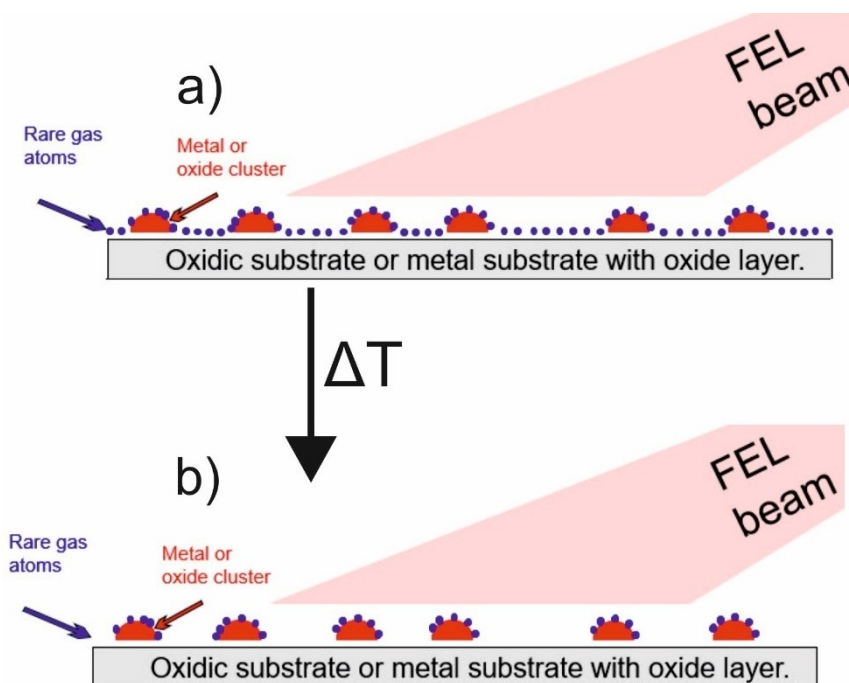 a)
FEL
beam
Rare gas
atoms
Metal or
oxide cluster
Oxidic substrate or metal substrate with oxide layer.
ΔT
b)
FEL
beam
Rare gas
atoms
Metal or
oxide cluster
Oxidic substrate or metal substrate with oxide layer.